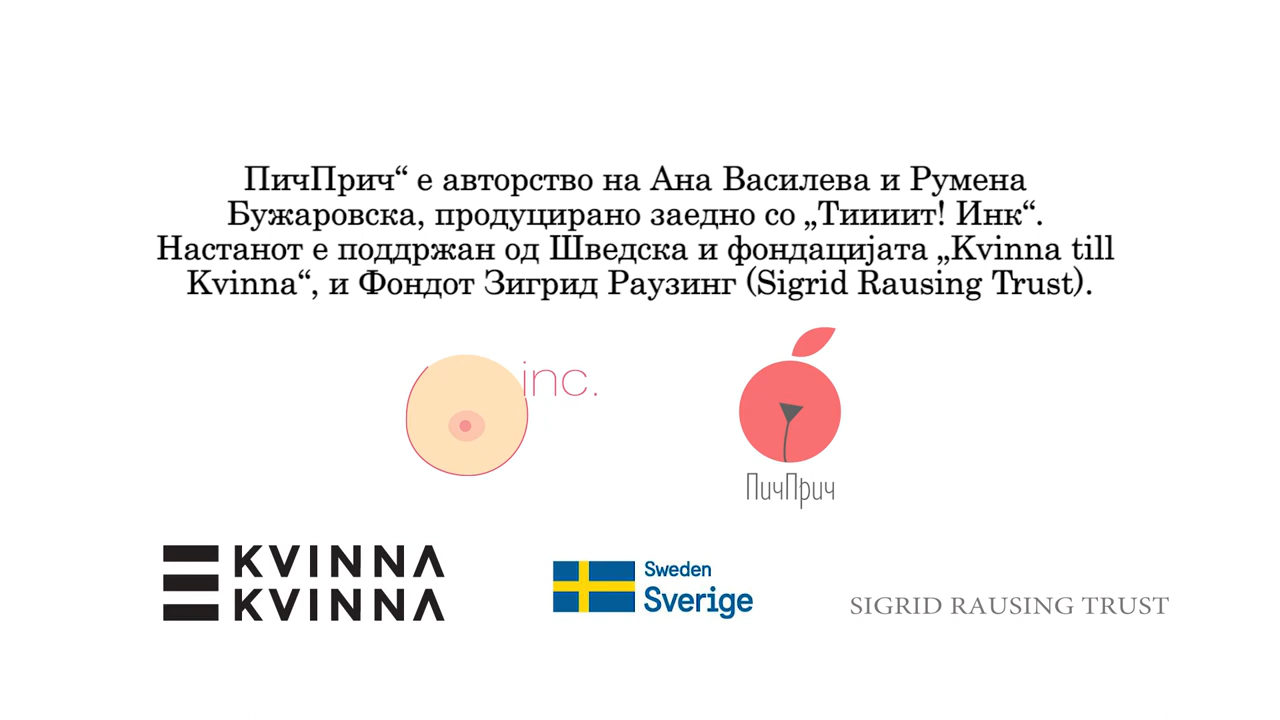 ПичПрич“ е авторство на Ана Василева и Румена
Бужаровска, продуцирано заедно со „Тиииит! Инк“.
Настанот е поддржан од Шведска и фондацијата „Kvinna till
Kvinna“, и Фондот Зигрид Раузинг (Sigrid Rausing Trust).
inc.
ПичПрич
KVINNA
KVINNA
Sweden
Sverige
SIGRID RAUSING TRUST